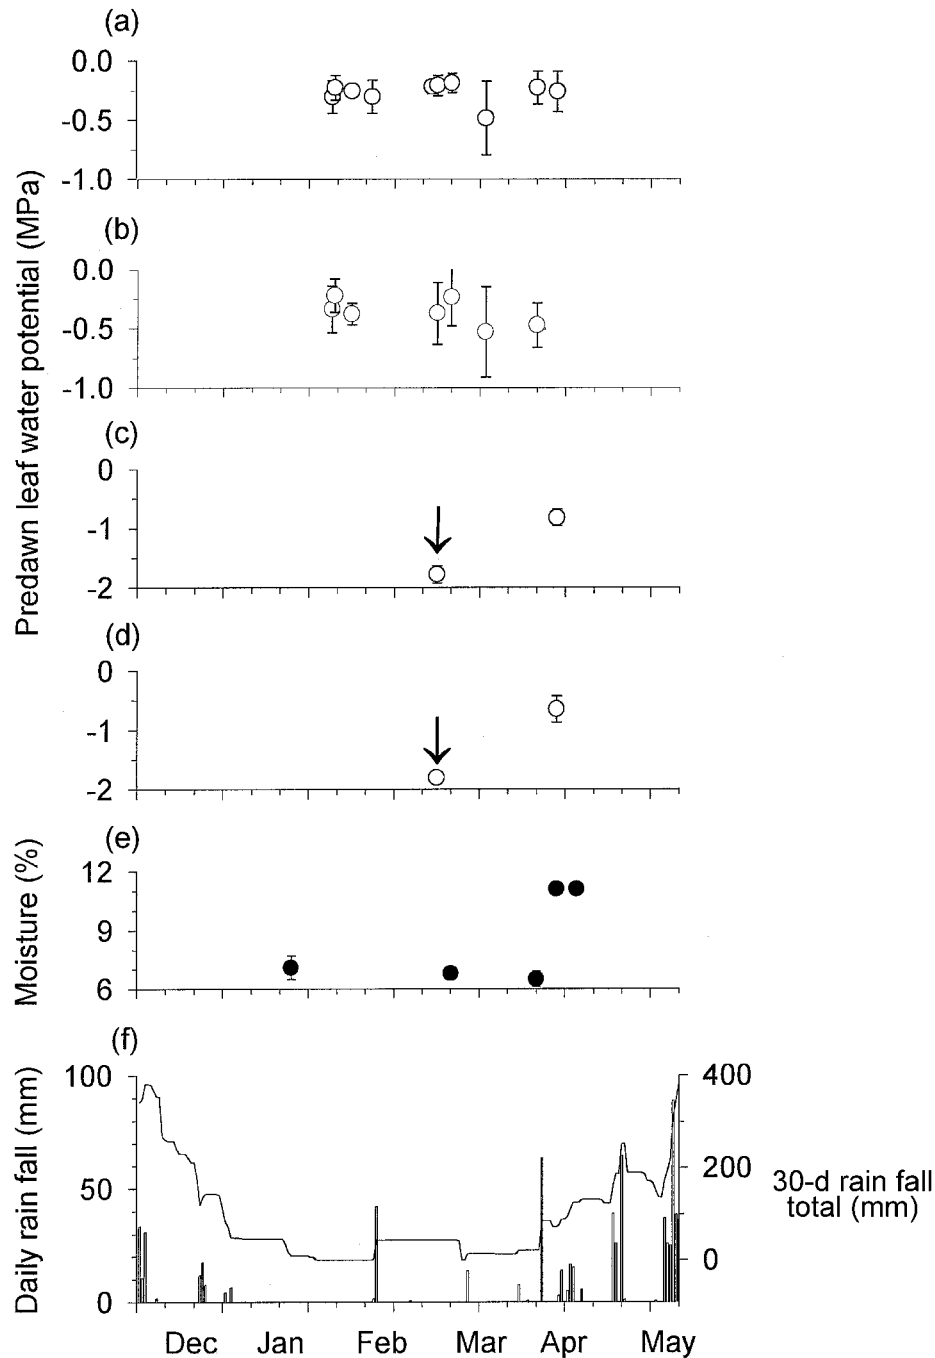 (a)
0.0
-0.5
-1.0
(b)
0.0
-0.5
-1.0
(c)
0
-1
-2
(d)
0
-1
-2
Predawn leaf water potential (MPa)
(e)
12
9
6
Moisture (%)
(f)
100
50
0
Daily rain fall (mm)
400
200
0
30-d rain fall
total (mm)
Dec Jan Feb Mar Apr May